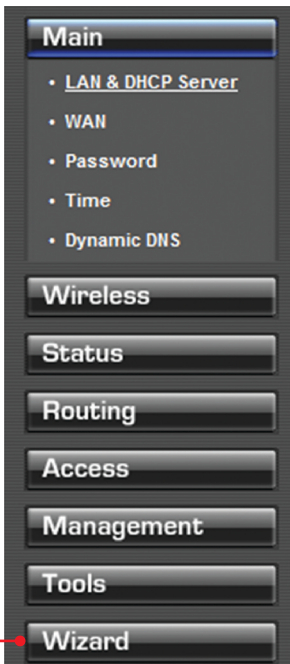 Main
• LAN & DHCP Server
• WAN
• Password
• Time
• Dynamic DNS
Wireless
Status
Routing
Access
Management
Tools
Wizard